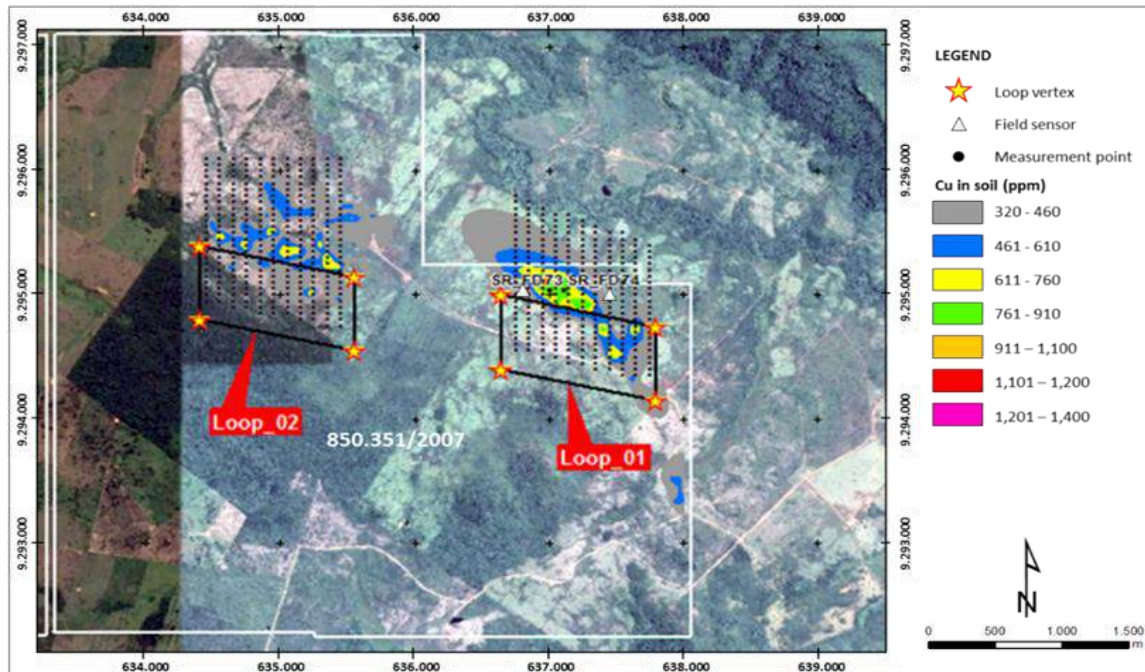 634.000 635.000 636.000 637.000 638.000 639.000
9.297.000
9.296.000
9.295.000
9.294.000
9.293.000
9.297.000
9.296.000
9.295.000
9.294.000
9.293.000
SR_FD73 SR_FD74
Loop_02
850.351/2007
Loop_01
634.000 635.000 636.000 637.000 638.000 639.000
LEGEND
Loop vertex
Field sensor
Measurement point
Cu in soil (ppm)
320 - 460
461 - 610
611 - 760
761 - 910
911 - 1,100
1,101 – 1,200
1,201 – 1,400
N
0 500 1.000 1.500
m